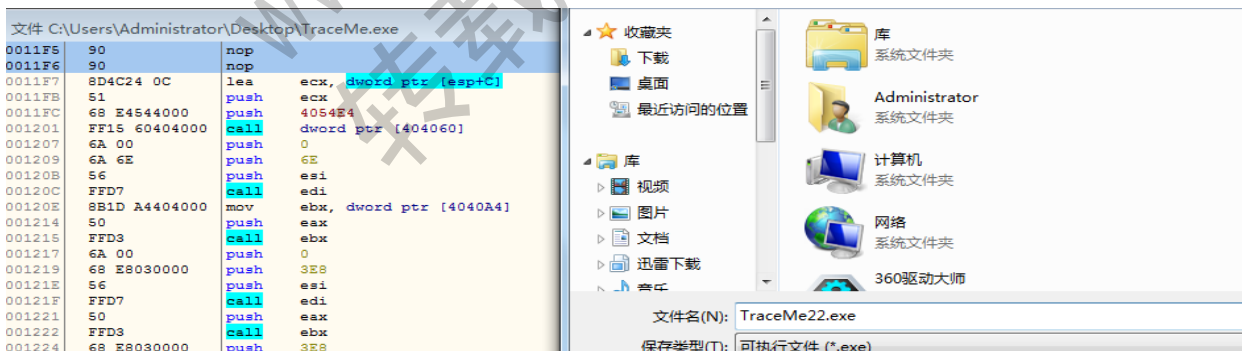 文件 C:\Users\Administrator\Desktop\TraceMe.exe
0011F5 90 nop
0011F6 90 nop
0011F7 8D4C24 0C lea ecx, dword ptr [esp+C]
0011FB 51 push ecx
0011FC 68 E4544000 push 4054E4
001201 FF15 60404000 call dword ptr [404060]
001207 6A 00 push 0
001209 6A 6E push 6E
00120B 56 push esi
00120C FFD7 call edi
00120E 8B1D A4404000 mov ebx, dword ptr [4040A4]
001214 50 push eax
001215 FFD3 call ebx
001217 6A 00 push 0
001219 68 E8030000 push 3E8
00121E 56 push esi
00121F FFD7 call edi
001221 50 push eax
001222 FFD3 call ebx
001224 68 E8030000 push 3E8
收藏夹
下载
桌面
最近访问的位置
库
视频
图片
文档
迅雷下载
音乐
库
系统文件夹
Administrator
系统文件夹
计算机
系统文件夹
网络
系统文件夹
360驱动大师
文件名(N): TraceMe22.exe
保存类型(T): 可执行文件 (*.exe)